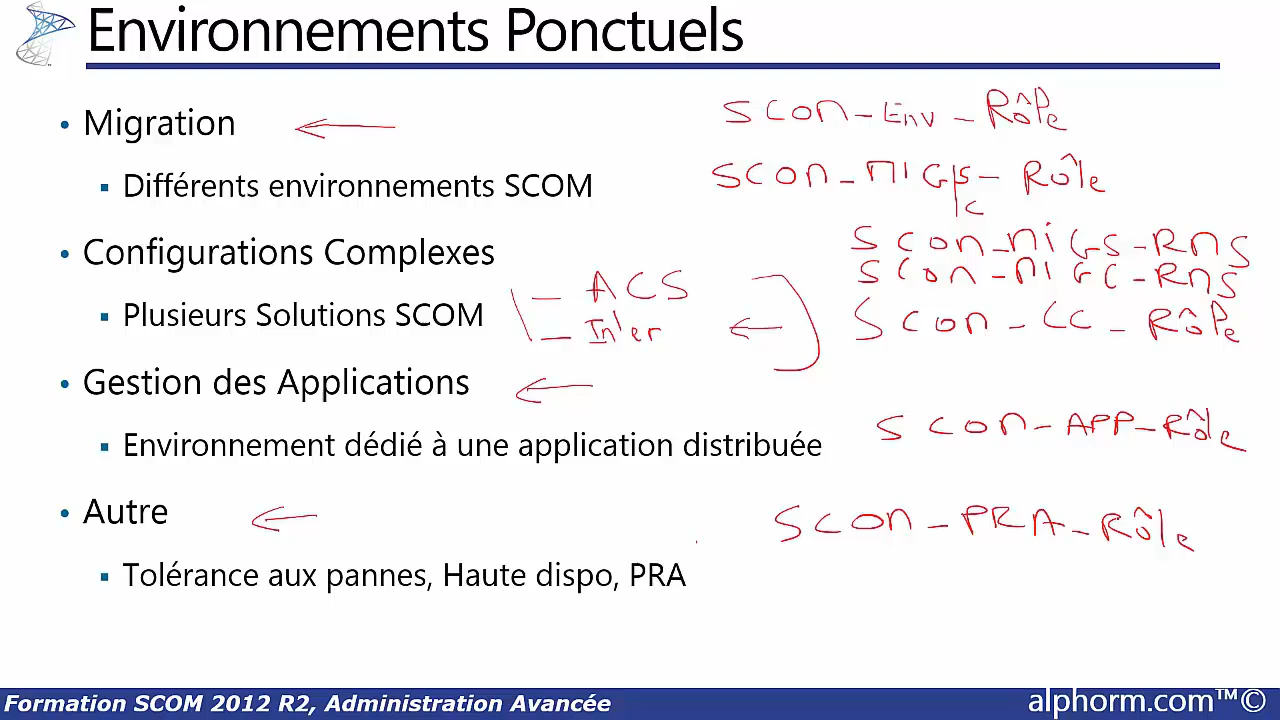 Environnements Ponctuels
• Migration
SCOM-Env-Rôle
▪ Différents environnements SCOM
SCOM-MIGS-Rôle
C
• Configurations Complexes
SCOM-MIGS-RMS
SCOM-MIGC-RMS
- ACS
▪ Plusieurs Solutions SCOM
- Inter
SCOM-CC-Rôle
• Gestion des Applications
SCOM-APP-Rôle
▪ Environnement dédié à une application distribuée
• Autre
SCOM-PRA-Rôle
▪ Tolérance aux pannes, Haute dispo, PRA
Formation SCOM 2012 R2, Administration Avancée
alphorm.com™©